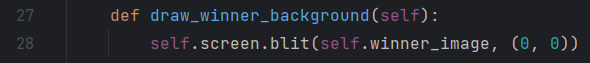 27 def draw_winner_background(self):
28 self.screen.blit(self.winner_image, (0, 0))